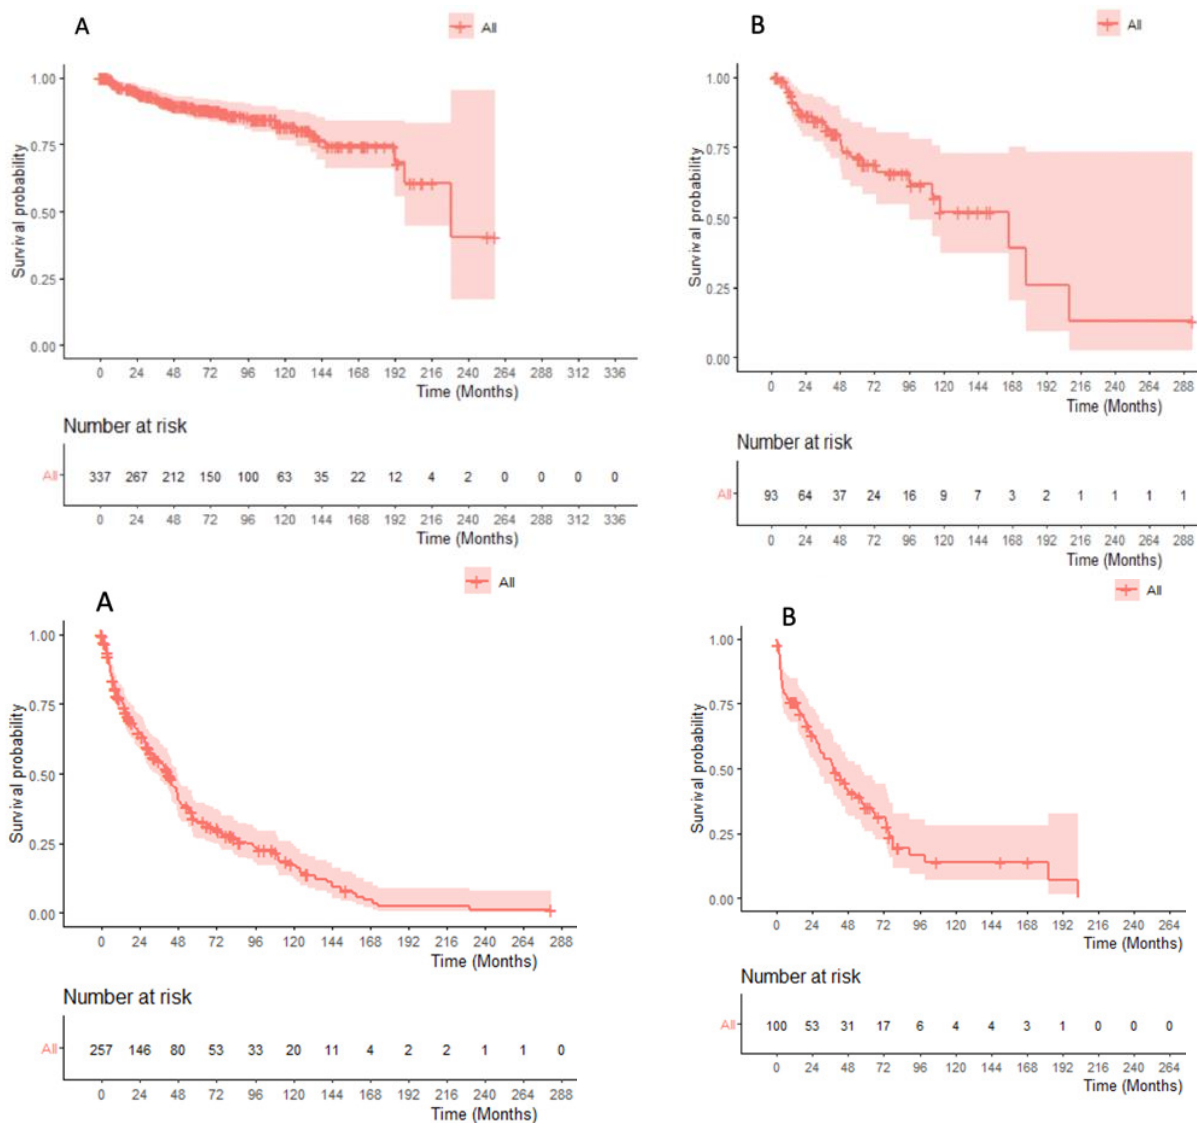 A
All
1.00
0.75
0.50
0.25
0.00
Survival probability
0 24 48 72 96 120 144 168 192 216 240 264 288 312 336
Time (Months)
Number at risk
All 337 267 212 150 100 63 35 22 12 4 2 0 0 0 0
0 24 48 72 96 120 144 168 192 216 240 264 288 312 336
Time (Months)
B
All
1.00
0.75
0.50
0.25
0.00
Survival probability
0 24 48 72 96 120 144 168 192 216 240 264 288
Time (Months)
Number at risk
All 93 64 37 24 16 9 7 3 2 1 1 1 1
0 24 48 72 96 120 144 168 192 216 240 264 288
Time (Months)
A
All
1.00
0.75
0.50
0.25
0.00
Survival probability
0 24 48 72 96 120 144 168 192 216 240 264 288
Time (Months)
Number at risk
All 257 146 80 53 33 20 11 4 2 2 1 1 0
0 24 48 72 96 120 144 168 192 216 240 264 288
Time (Months)
B
All
1.00
0.75
0.50
0.25
0.00
Survival probability
0 24 48 72 96 120 144 168 192 216 240 264
Time (Months)
Number at risk
All 100 53 31 17 6 4 4 3 1 0 0 0
0 24 48 72 96 120 144 168 192 216 240 264
Time (Months)